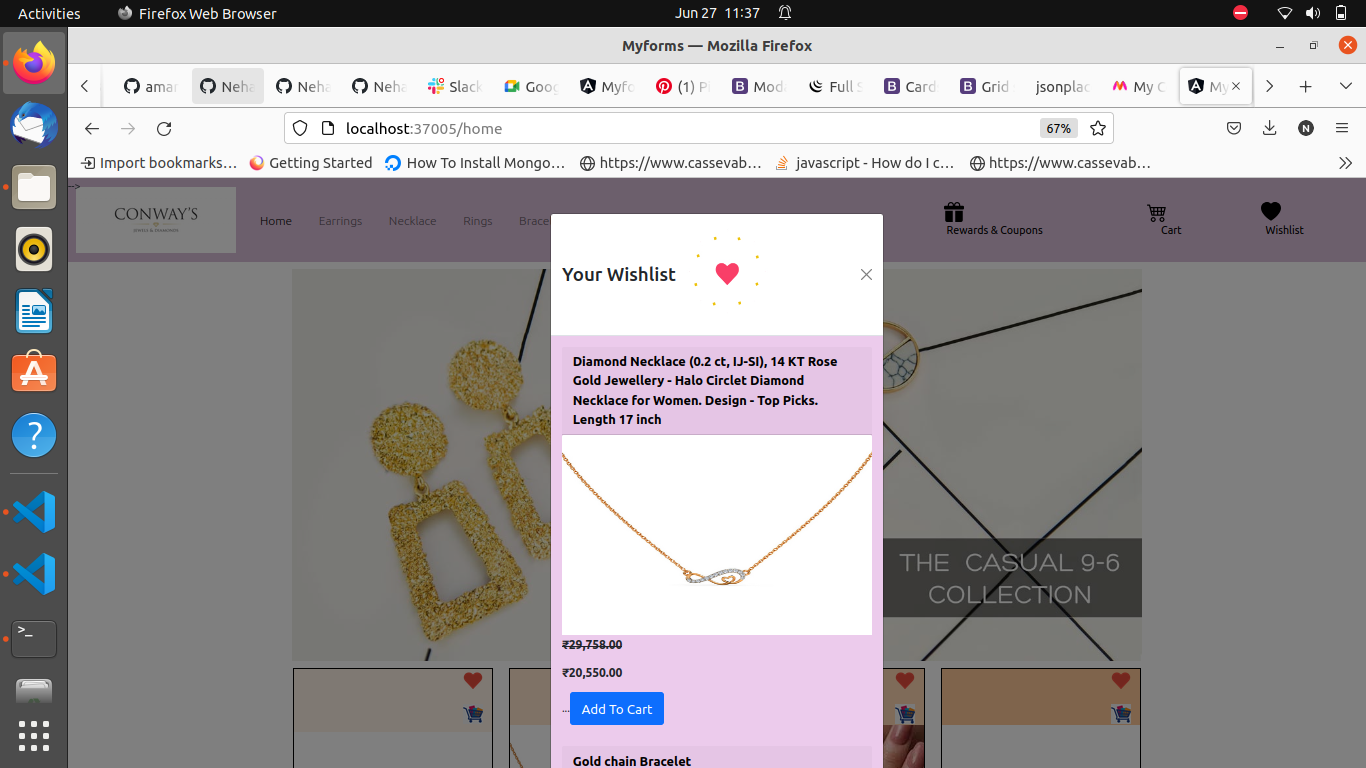 Activities
Firefox Web Browser
Jun 27 11:37
Myforms — Mozilla Firefox
amar
Neha
Neha
Neha
Slack
Goog
Myfo
(1) Pi
Mod
Full S
Card
Grid
jsonplac
My C
My
localhost:37005/home
67%
N
Import bookmarks…
Getting Started
How To Install Mongo…
https://www.cassevab…
javascript - How do I c…
https://www.cassevab…
-->
CONWAY'S
Home
Earrings
Necklace
Rings
Brace
Rewards & Coupons
Cart
Wishlist
Your Wishlist
Diamond Necklace (0.2 ct, IJ-SI), 14 KT Rose
Gold Jewellery - Halo Circlet Diamond
Necklace for Women. Design - Top Picks.
Length 17 inch
THE CASUAL 9-6
COLLECTION
₹29,758.00
₹20,550.00
...
Add To Cart
Gold chain Bracelet